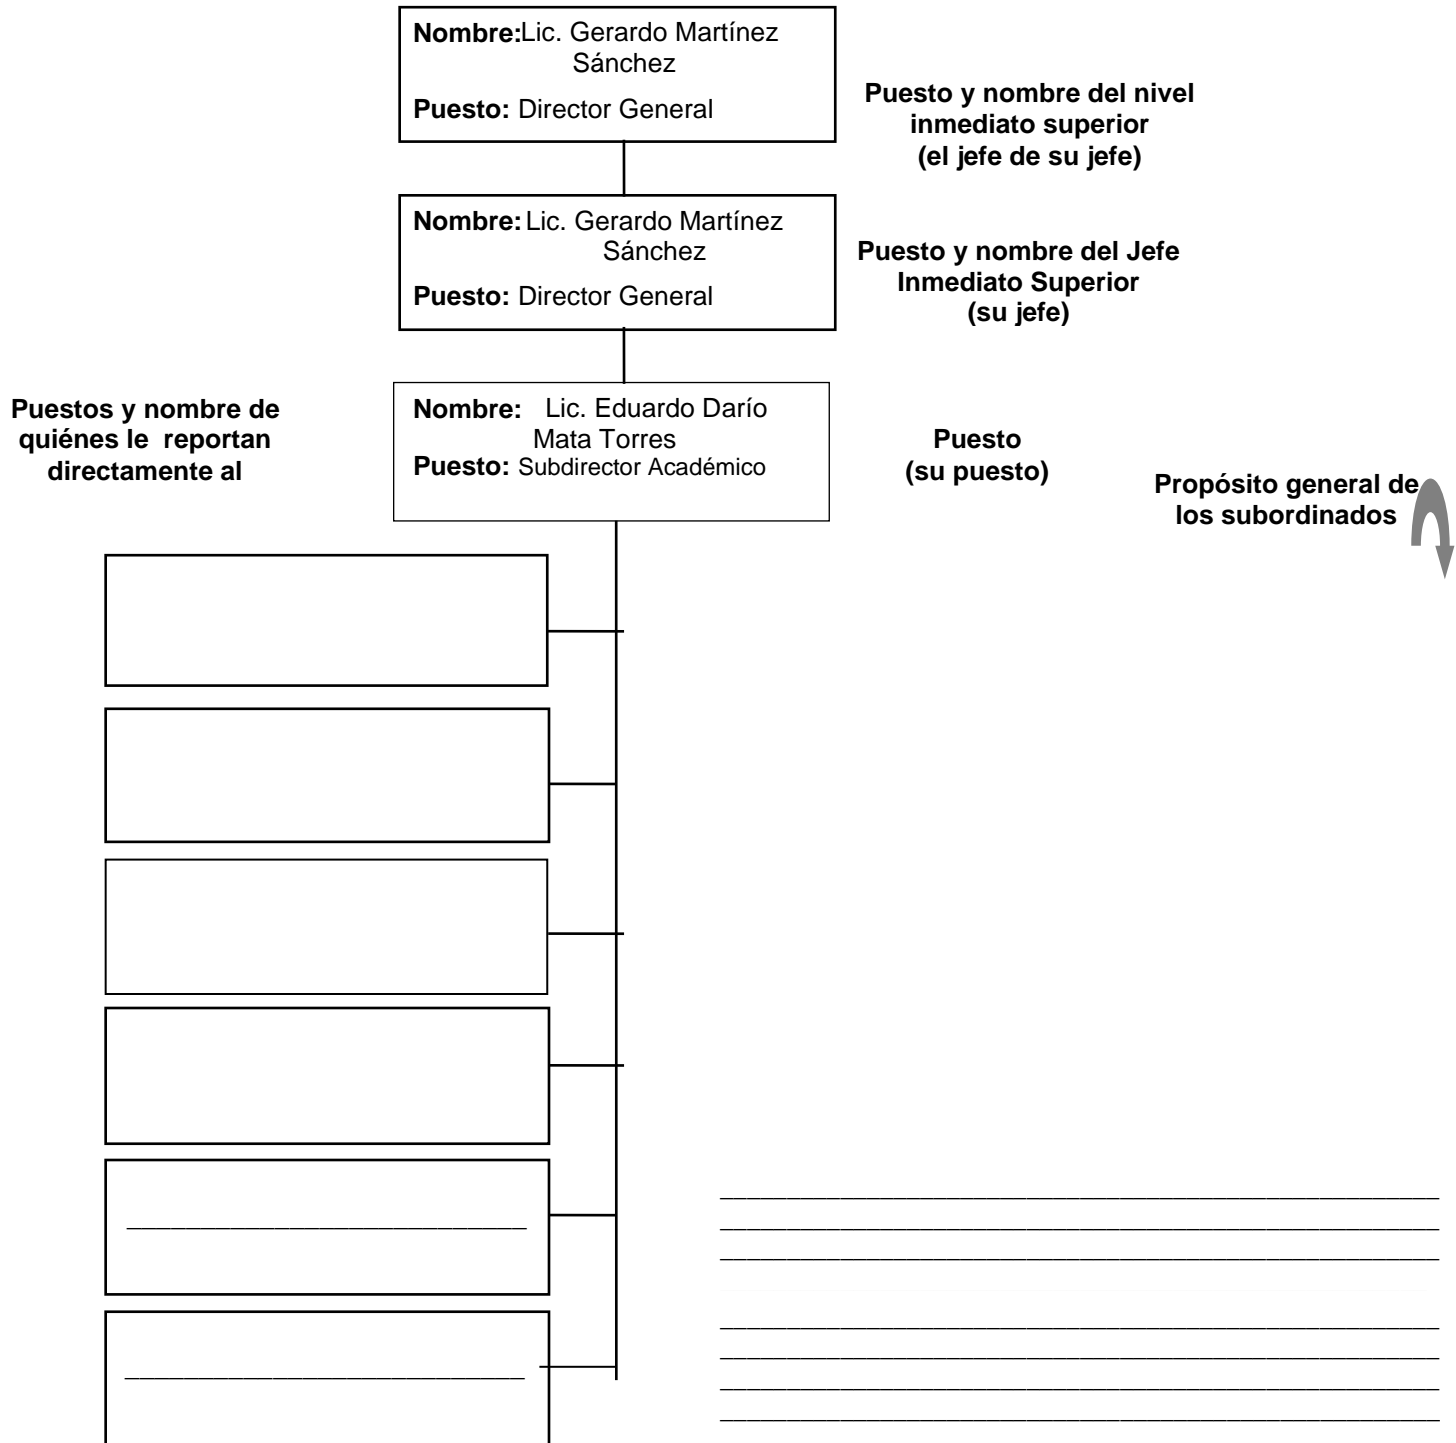 Nombre: Lic. Gerardo Martínez
Sánchez
Puesto: Director General
Puesto y nombre del nivel
inmediato superior
(el jefe de su jefe)
Nombre: Lic. Gerardo Martínez
Sánchez
Puesto: Director General
Puesto y nombre del Jefe
Inmediato Superior
(su jefe)
Puestos y nombre de
quiénes le reportan
directamente al
Nombre: Lic. Eduardo Darío
Mata Torres
Puesto: Subdirector Académico
Puesto
(su puesto)
Propósito general de
los subordinados